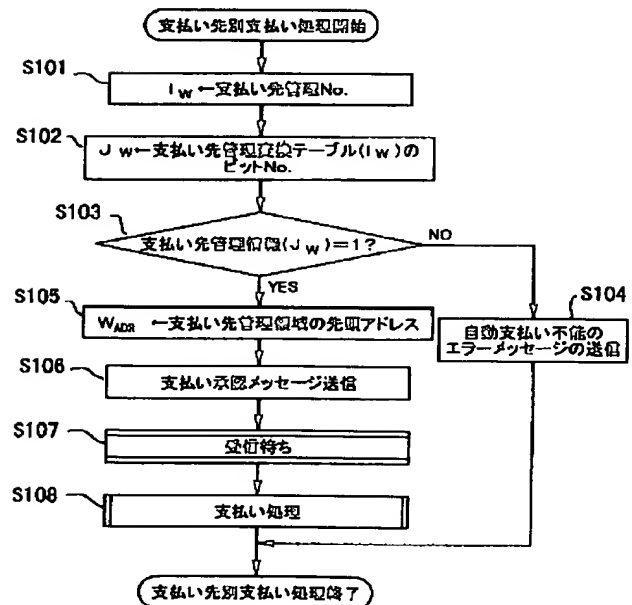 支払い先別支払い処理開始
S101
Iw←支払い先管理No.
S102
Jw←支払い先管理変換テーブル(Iw)の
ビットNo.
S103
支払い先管理情報(Jw)=1?
NO
YES
S104
自動支払い不能の
エラーメッセージの送信
S105
WADR ←支払い先管理領域の先頭アドレス
S106
支払い承認メッセージ送信
S107
受信待ち
S108
支払い処理
支払い先別支払い処理終了